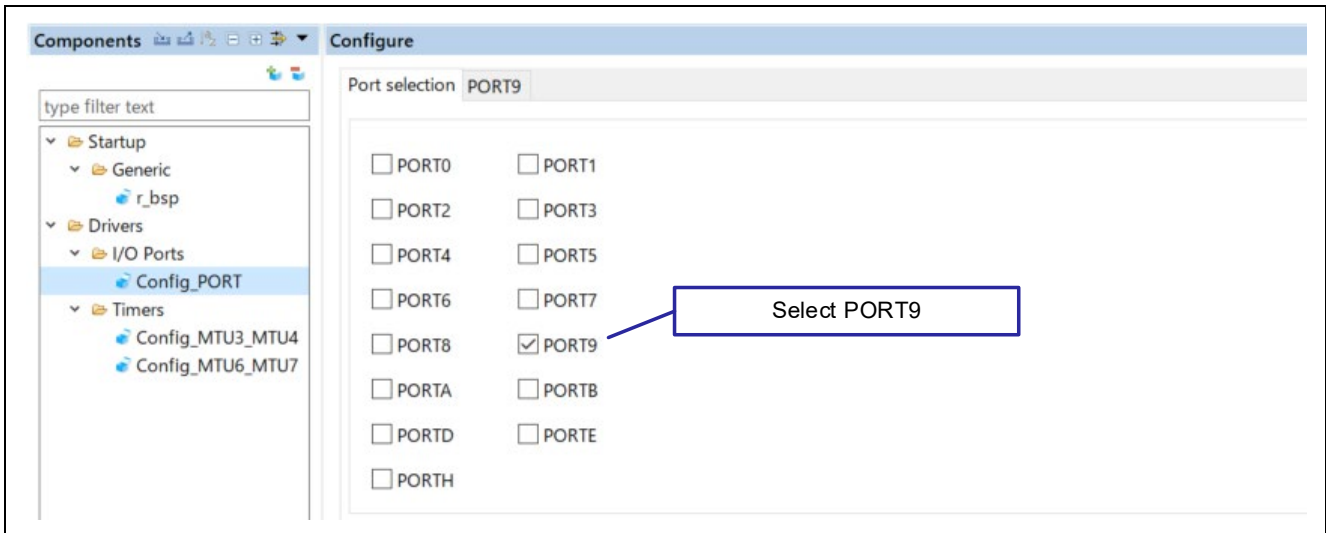 Components
Configure
Port selection PORT9
type filter text
Startup
Generic
r_bsp
Drivers
I/O Ports
Config_PORT
Timers
Config_MTU3_MTU4
Config_MTU6_MTU7
PORT0 PORT1
PORT2 PORT3
PORT4 PORT5
PORT6 PORT7
PORT8 PORT9
PORTA PORTB
PORTD PORTE
PORTH
Select PORT9